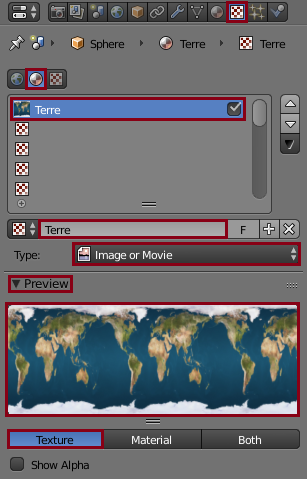 Sphere Terre Terre
Terre
Terre F
Type: Image or Movie
Preview
Texture Material Both
Show Alpha